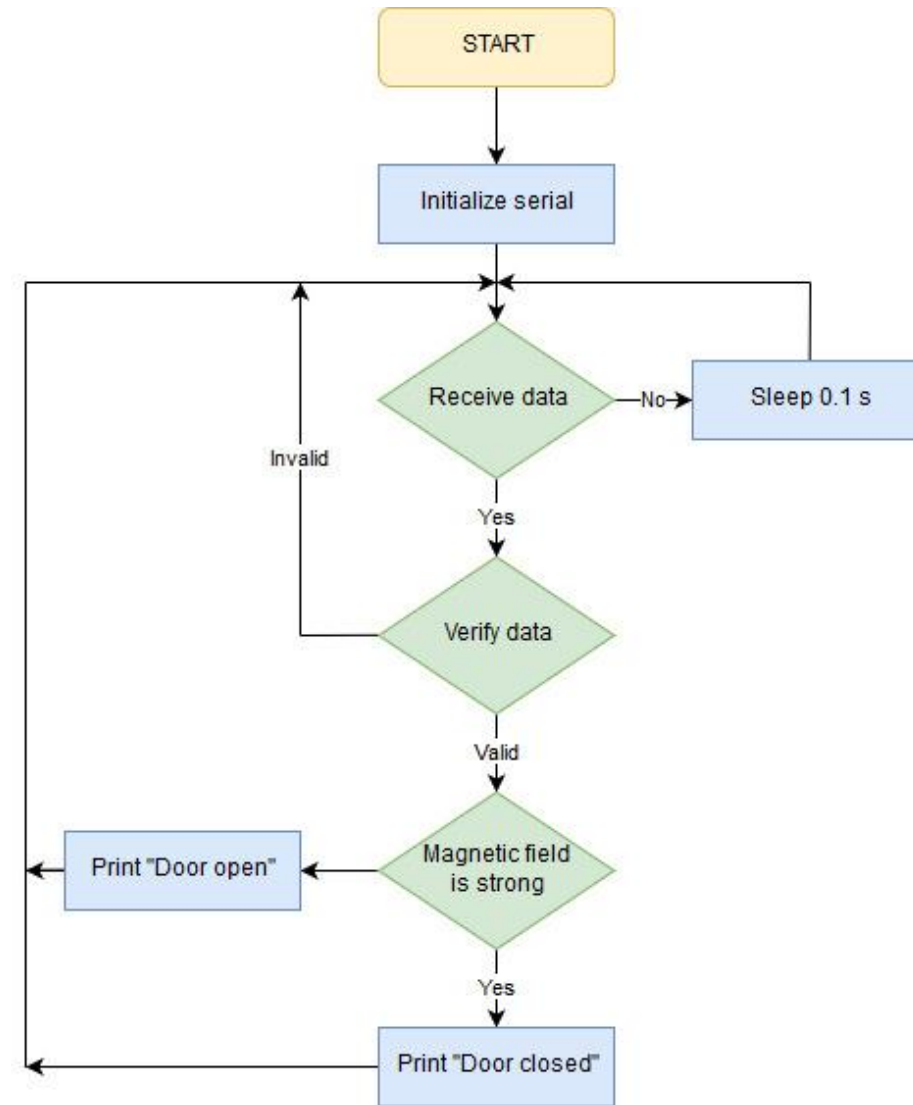 START
Initialize serial
Receive data
No
Sleep 0.1 s
Invalid
Yes
Verify data
Valid
Print "Door open"
Magnetic field
is strong
Yes
Print "Door closed"